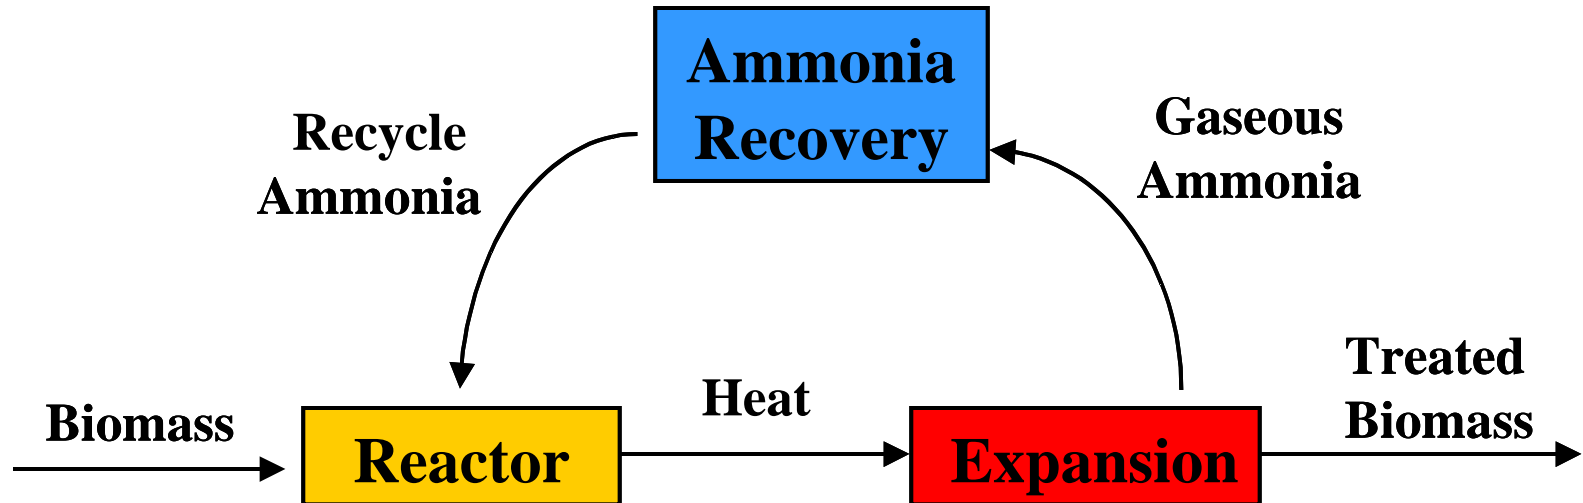 Ammonia
Recovery
Recycle
Ammonia
Gaseous
Ammonia
Biomass
Reactor
Heat
Expansion
Treated
Biomass